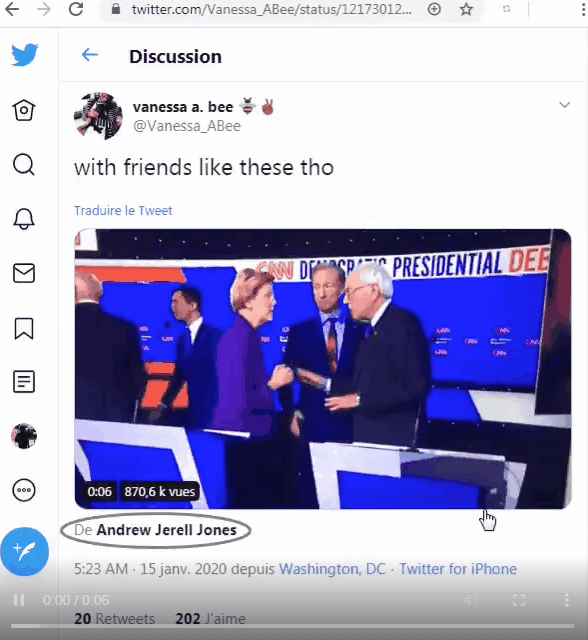 twitter.com/Vanessa_ABee/status/12173012...
Discussion
vanessa a. bee
@Vanessa_ABee
with friends like these tho
Traduire le Tweet
CNN DEMOCRATIC PRESIDENTIAL DEB
0:06 870,6 k vues
De Andrew Jerell Jones
5:23 AM · 15 janv. 2020 depuis Washington, DC · Twitter for iPhone
0:00 / 0:06
20 Retweets 202 J'aime